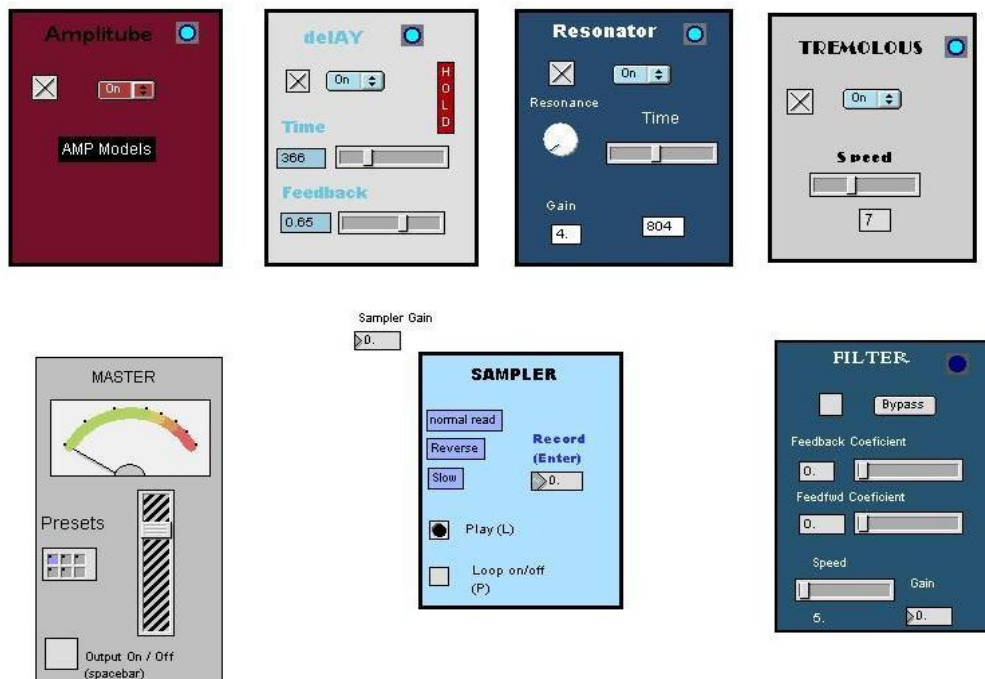 Amplitube
On
AMP Models
delAY
On
HOLD
Time
366
Feedback
0.65
Resonator
On
Resonance
Time
Gain
4.
804
TREMOLOUS
On
Speed
7
MASTER
Presets
Output On / Off
(spacebar)
Sampler Gain
0.
SAMPLER
normal read
Reverse
Slow
Record
(Enter)
0.
Play (L)
Loop on/off
(P)
FILTER
Bypass
Feedback Coeficient
0.
Feedfwd Coeficient
0.
Speed
5.
Gain
0.